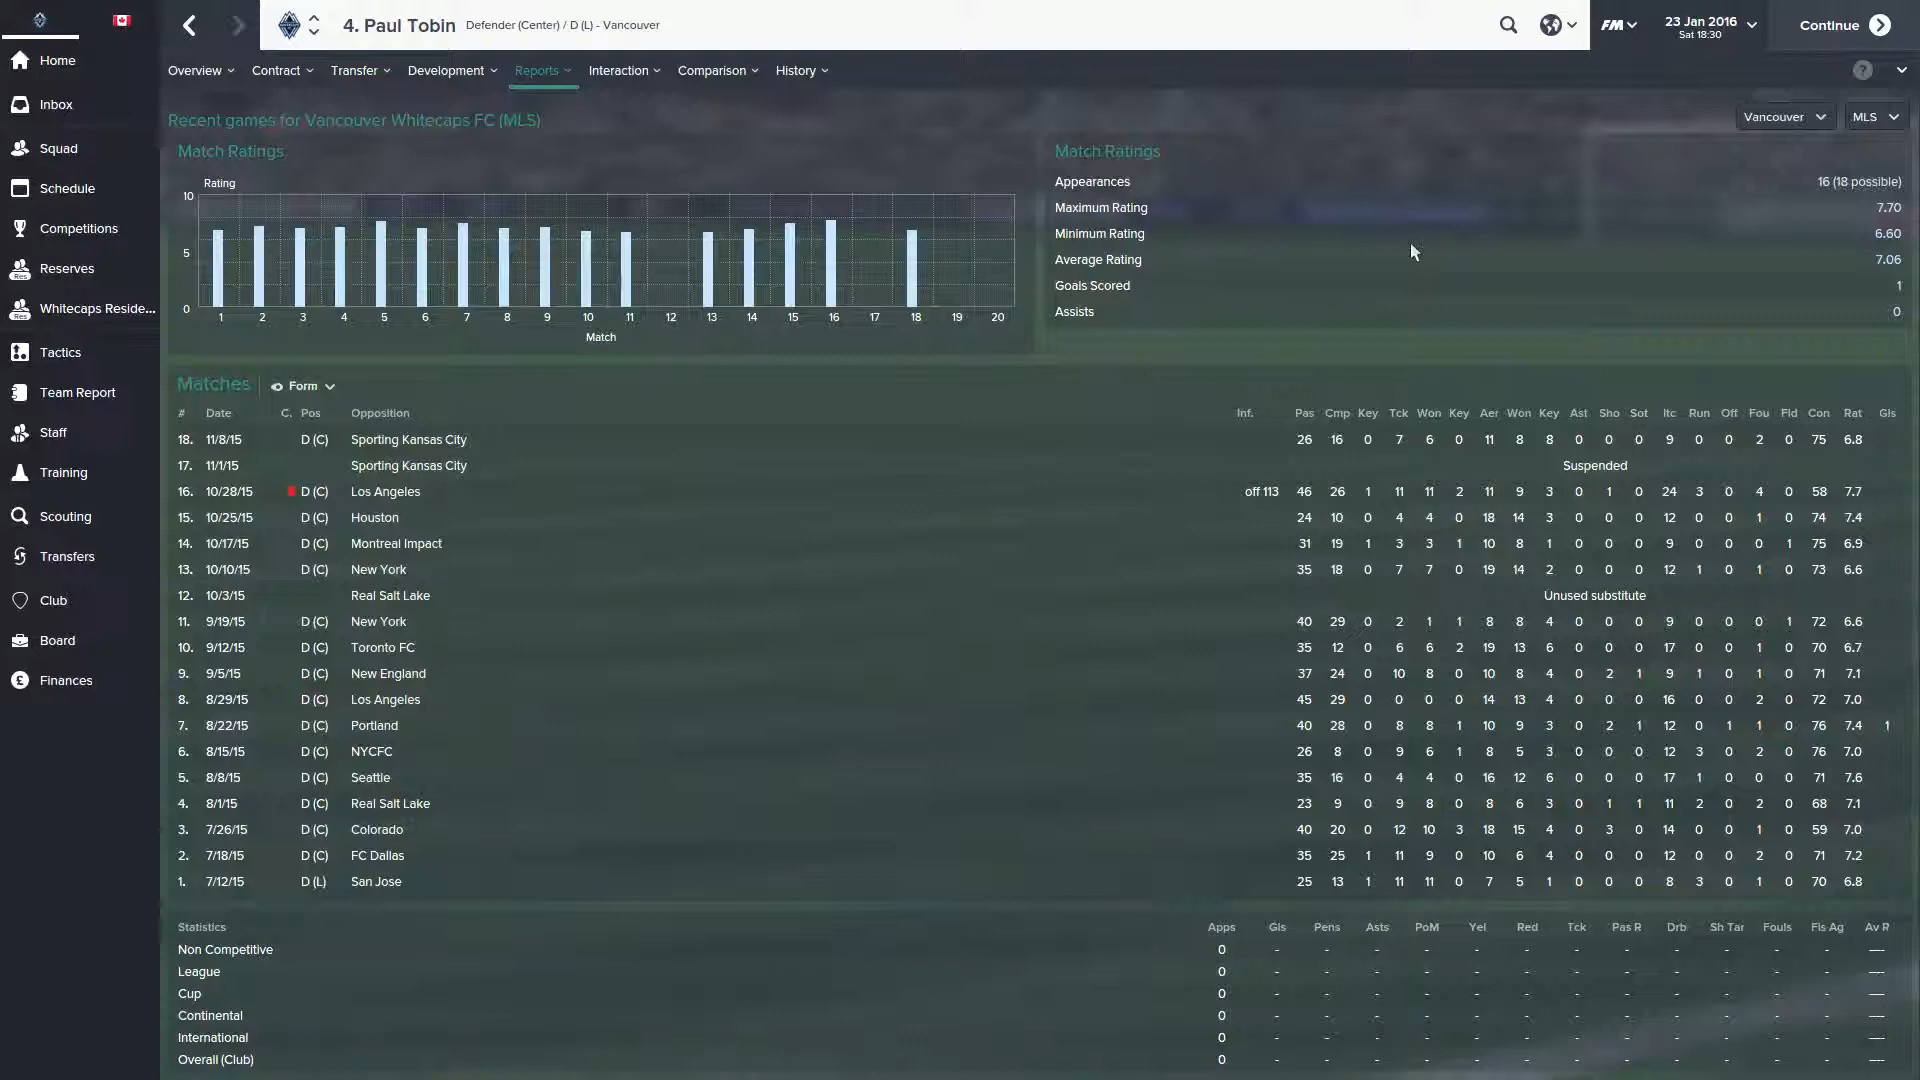 4. Paul Tobin Defender (Center) / D (L) - Vancouver
FM
23 Jan 2016
Sat 18:30
Continue
Home
Inbox
Squad
Schedule
Competitions
Reserves
Whitecaps Reside...
Tactics
Team Report
Staff
Training
Scouting
Transfers
Club
Board
Finances
Overview Contract Transfer Development Reports Interaction Comparison History ?
Recent games for Vancouver Whitecaps FC (MLS)
Vancouver MLS
Match Ratings
Rating
10
5
0
1 2 3 4 5 6 7 8 9 10 11 12 13 14 15 16 17 18 19 20
Match
Match Ratings
Appearances 16 (18 possible)
Maximum Rating 7.70
Minimum Rating 6.60
Average Rating 7.06
Goals Scored 1
Assists 0
Matches Form
# Date C. Pos Opposition Inf. Pas Cmp Key Tck Won Key Aer Won Key Ast Sho Sot Itc Run Off Fou Fld Con Rat Gls
18. 11/8/15 D (C) Sporting Kansas City 26 16 0 7 6 0 11 8 8 0 0 0 9 0 0 2 0 75 6.8
17. 11/1/15 Sporting Kansas City Suspended
16. 10/28/15 D (C) Los Angeles off 113 46 26 1 11 11 2 11 9 3 0 1 0 24 3 0 4 0 58 7.7
15. 10/25/15 D (C) Houston 24 10 0 4 4 0 18 14 3 0 0 0 12 0 0 1 0 74 7.4
14. 10/17/15 D (C) Montreal Impact 31 19 1 3 3 1 10 8 1 0 0 0 9 0 0 0 1 75 6.9
13. 10/10/15 D (C) New York 35 18 0 7 7 0 19 14 2 0 0 0 12 1 0 1 0 73 6.6
12. 10/3/15 Real Salt Lake Unused substitute
11. 9/19/15 D (C) New York 40 29 0 2 1 1 8 8 4 0 0 0 9 0 0 0 1 72 6.6
10. 9/12/15 D (C) Toronto FC 35 12 0 6 6 2 19 13 6 0 0 0 17 0 0 1 0 70 6.7
9. 9/5/15 D (C) New England 37 24 0 10 8 0 10 8 4 0 2 1 9 1 0 1 0 71 7.1
8. 8/29/15 D (C) Los Angeles 45 29 0 0 0 0 14 13 4 0 0 0 16 0 0 2 0 72 7.0
7. 8/22/15 D (C) Portland 40 28 0 8 8 1 10 9 3 0 2 1 12 0 1 1 0 76 7.4 1
6. 8/15/15 D (C) NYCFC 26 8 0 9 6 1 8 5 3 0 0 0 12 3 0 2 0 76 7.0
5. 8/8/15 D (C) Seattle 35 16 0 4 4 0 16 12 6 0 0 0 17 1 0 0 0 71 7.6
4. 8/1/15 D (C) Real Salt Lake 23 9 0 9 8 0 8 6 3 0 1 1 11 2 0 2 0 68 7.1
3. 7/26/15 D (C) Colorado 40 20 0 12 10 3 18 15 4 0 3 0 14 0 0 1 0 59 7.0
2. 7/18/15 D (C) FC Dallas 35 25 1 11 9 0 10 6 4 0 0 0 12 0 0 2 0 71 7.2
1. 7/12/15 D (L) San Jose 25 13 1 11 11 0 7 5 1 0 0 0 8 3 0 1 0 70 6.8
Statistics Apps Gls Pens Asts PoM Yel Red Tck Pas R Drb Sh Tar Fouls Fls Ag Av R
Non Competitive 0 - - - - - - - - - - - - ----
League 0 - - - - - - - - - - - - ----
Cup 0 - - - - - - - - - - - - ----
Continental 0 - - - - - - - - - - - - ----
International 0 - - - - - - - - - - - - ----
Overall (Club) 0 - - - - - - - - - - - - ----